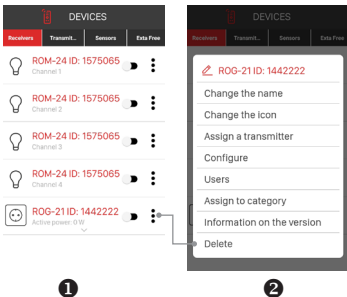 DEVICES
Receivers Transmit... Sensors Exta Free
ROM-24 ID: 1575065
Channel 1
ROM-24 ID: 1575065
Channel 2
ROM-24 ID: 1575065
Channel 3
ROM-24 ID: 1575065
Channel 4
ROG-21 ID: 1442222
Active power: 0 W
1
DEVICES
Receivers Transmit... Sensors Exta Free
ROG-21 ID: 1442222
Change the name
Change the icon
Assign a transmitter
Configure
Users
Assign to category
Information on the version
Delete
2